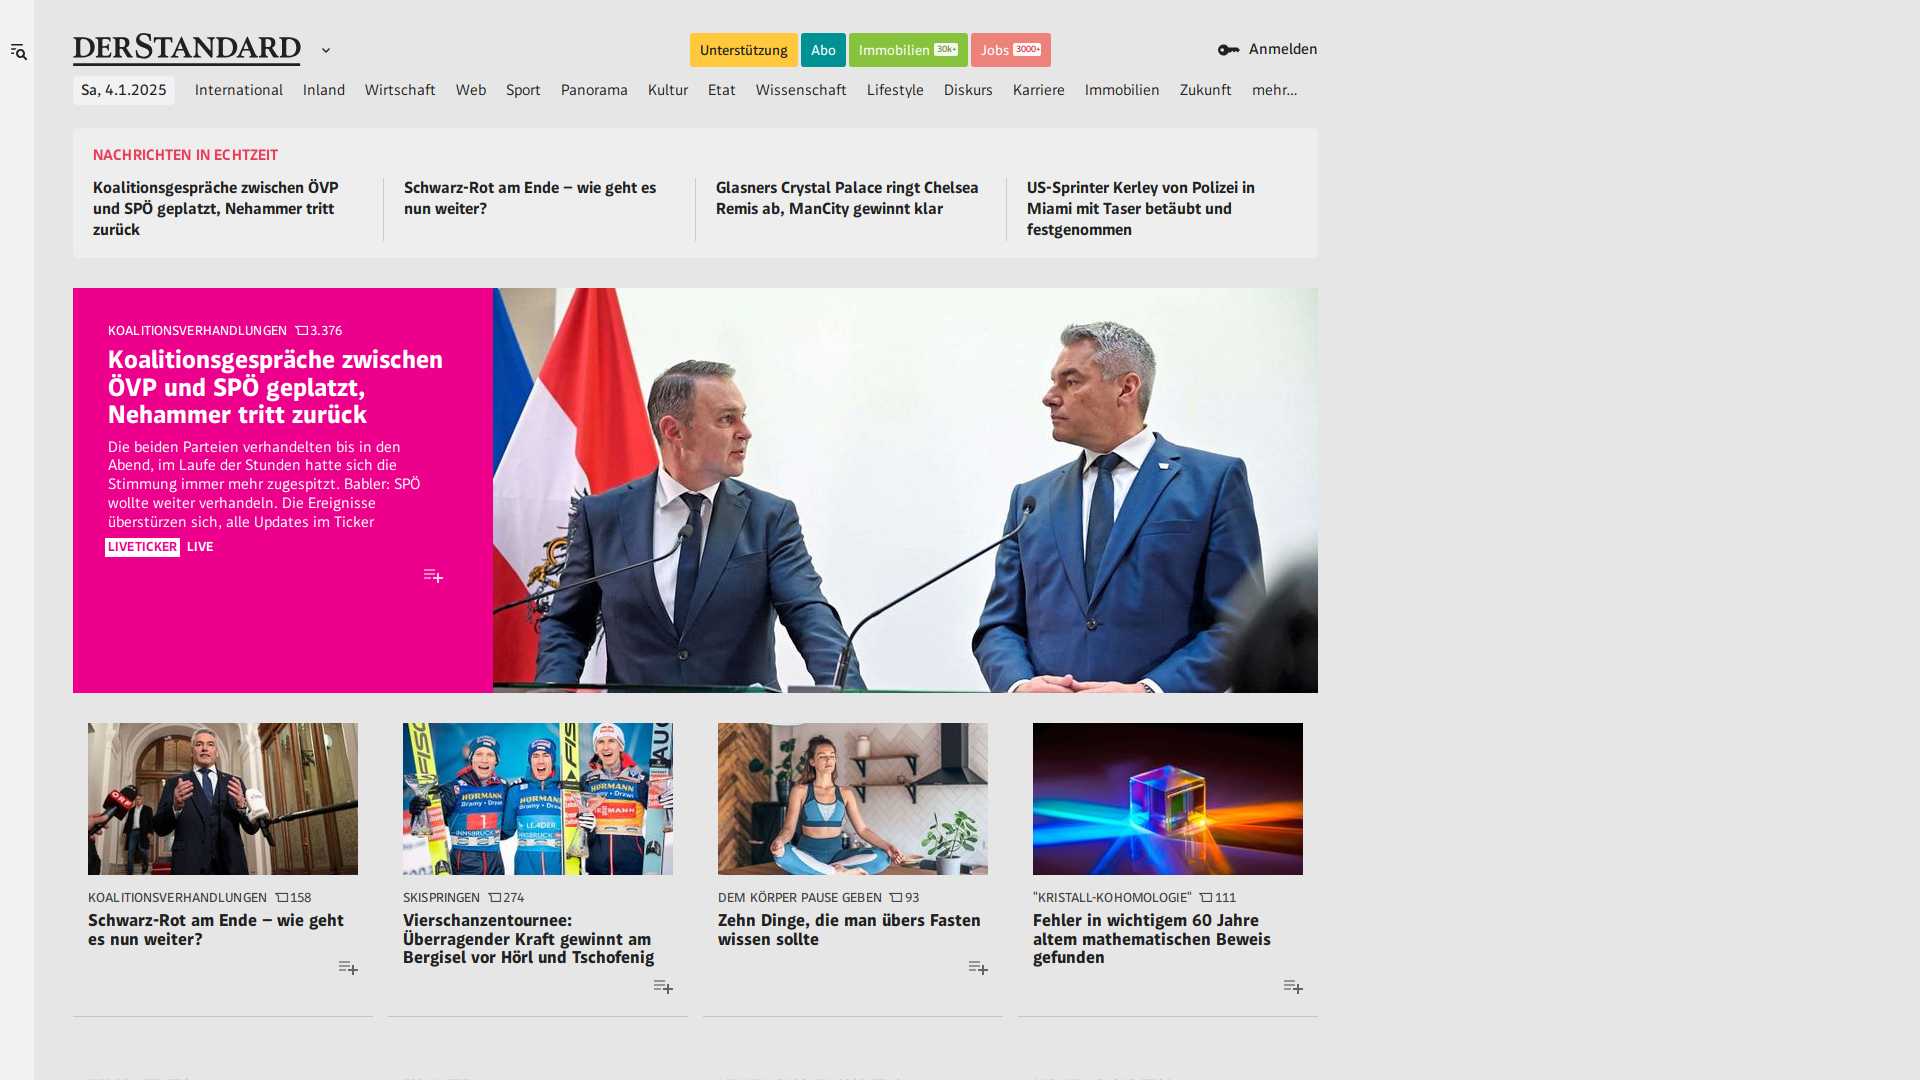 DERSTANDARD
Unterstützung Abo Immobilien 30k+ Jobs 3000+
Anmelden
Sa, 4.1.2025 International Inland Wirtschaft Web Sport Panorama Kultur Etat Wissenschaft Lifestyle Diskurs Karriere Immobilien Zukunft mehr...
NACHRICHTEN IN ECHTZEIT
Koalitionsgespräche zwischen ÖVP
und SPÖ geplatzt, Nehammer tritt
zurück
Schwarz-Rot am Ende – wie geht es
nun weiter?
Glasners Crystal Palace ringt Chelsea
Remis ab, ManCity gewinnt klar
US-Sprinter Kerley von Polizei in
Miami mit Taser betäubt und
festgenommen
KOALITIONSVERHANDLUNGEN 3.376
Koalitionsgespräche zwischen
ÖVP und SPÖ geplatzt,
Nehammer tritt zurück
Die beiden Parteien verhandelten bis in den
Abend, im Laufe der Stunden hatte sich die
Stimmung immer mehr zugespitzt. Babler: SPÖ
wollte weiter verhandeln. Die Ereignisse
überstürzen sich, alle Updates im Ticker
LIVETICKER LIVE
ORF
KOALITIONSVERHANDLUNGEN 158
Schwarz-Rot am Ende – wie geht
es nun weiter?
FISC
HÖRMANN
INNSBRUCK
1
LEADER
SKISPRINGEN 274
Vierschanzentournee:
Überragender Kraft gewinnt am
Bergisel vor Hörl und Tschofenig
DEM KÖRPER PAUSE GEBEN 93
Zehn Dinge, die man übers Fasten
wissen sollte
"KRISTALL-KOHOMOLOGIE" 111
Fehler in wichtigem 60 Jahre
altem mathematischen Beweis
gefunden